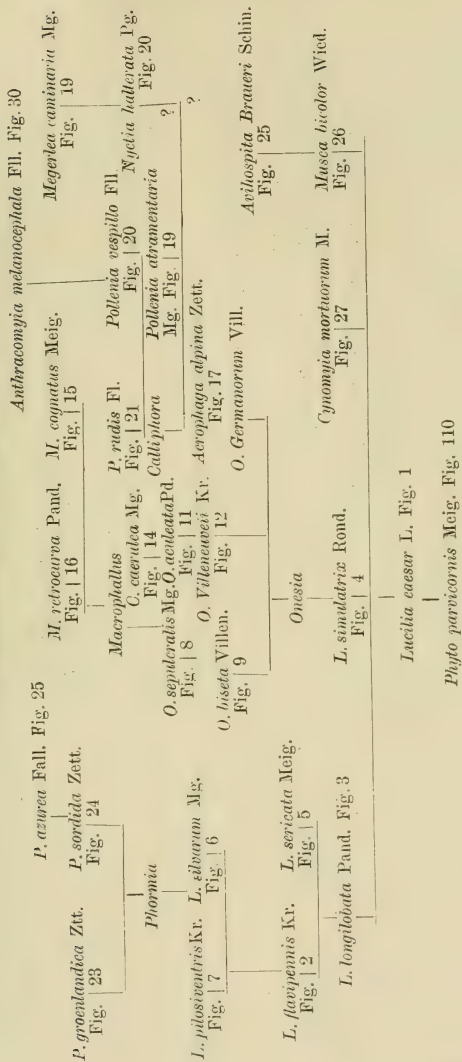 Anthracomyia melanocephala Fll. Fig. 30
P. azurea Fall. Fig. 25
M. retrocurva Pand.
Fig. 16
M. cognatus Meig.
Fig. 15
Megerlea caminaria Mg.
Fig. 19
P. groenlandica Ztt.
Fig. 23
P. sordida Zett.
Fig. 24
Macrophallus
P. rudis Fl.
Fig. 21
Pollenia vespillo Fll.
Fig. 20
Nyctia halterata Pg.
Fig. 20
Phormia
C. caerulea Mg.
Fig. 14
Calliphora
Pollenia atramentaria
Mg. Fig. 19
?
?
L. pilosiventris Kr.
Fig. 7
L. silvarum Mg.
Fig. 6
O. sepulcralis Mg.
Fig. 8
O. aculeata Pd.
Fig. 11
Acrophaga alpina Zett.
Fig. 17
O. biseta Villen.
Fig. 9
O. Villeneuveii Kr.
Fig. 12
O. Germanorum Vill.
Avihospita Braueri Schin.
Fig. 25
L. flavipennis Kr.
Fig. 2
L. sericata Meig.
Fig. 5
Onesia
L. longilobata Pand. Fig. 3
L. simulatrix Rond.
Fig. 4
Cynomyia mortuorum M.
Fig. 27
Musca bicolor Wied.
Fig. 26
Lucilia caesar L. Fig. 1
Phyto parvicornis Meig. Fig. 110